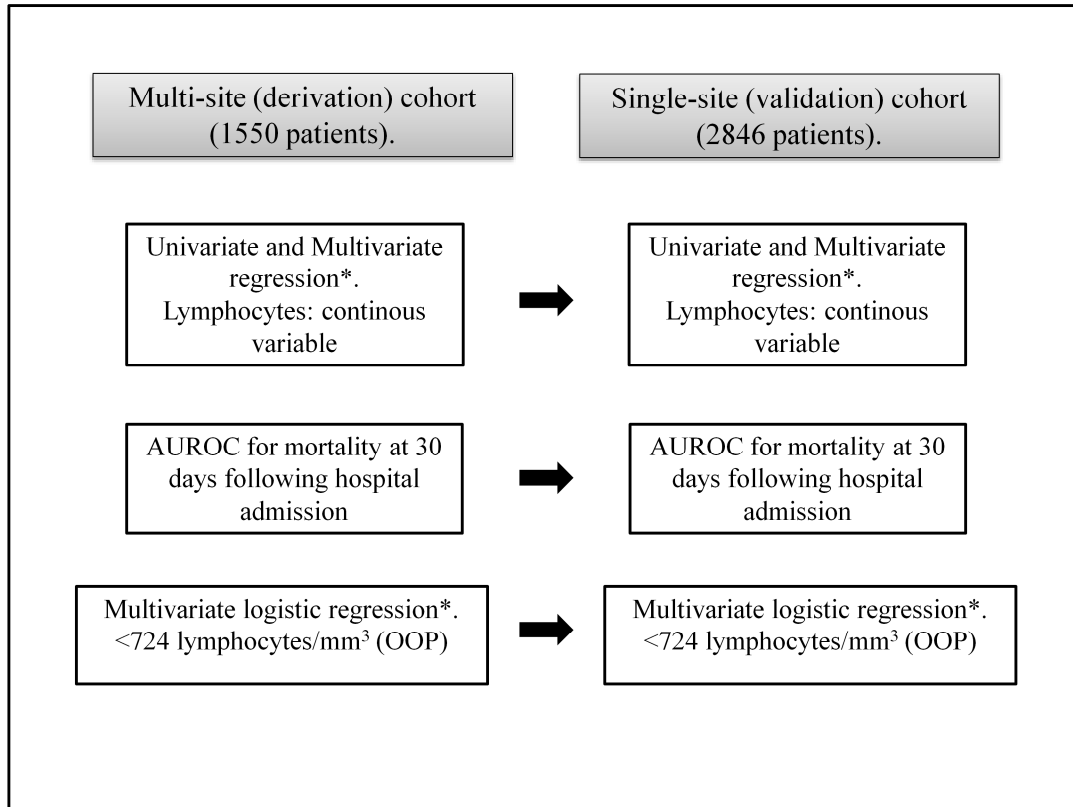 Multi-site (derivation) cohort
(1550 patients).
Single-site (validation) cohort
(2846 patients).
Univariate and Multivariate
regression*.
Lymphocytes: continous
variable
Univariate and Multivariate
regression*.
Lymphocytes: continous
variable
AUROC for mortality at 30
days following hospital
admission
AUROC for mortality at 30
days following hospital
admission
Multivariate logistic regression*.
<724 lymphocytes/mm³ (OOP)
Multivariate logistic regression*.
<724 lymphocytes/mm³ (OOP)